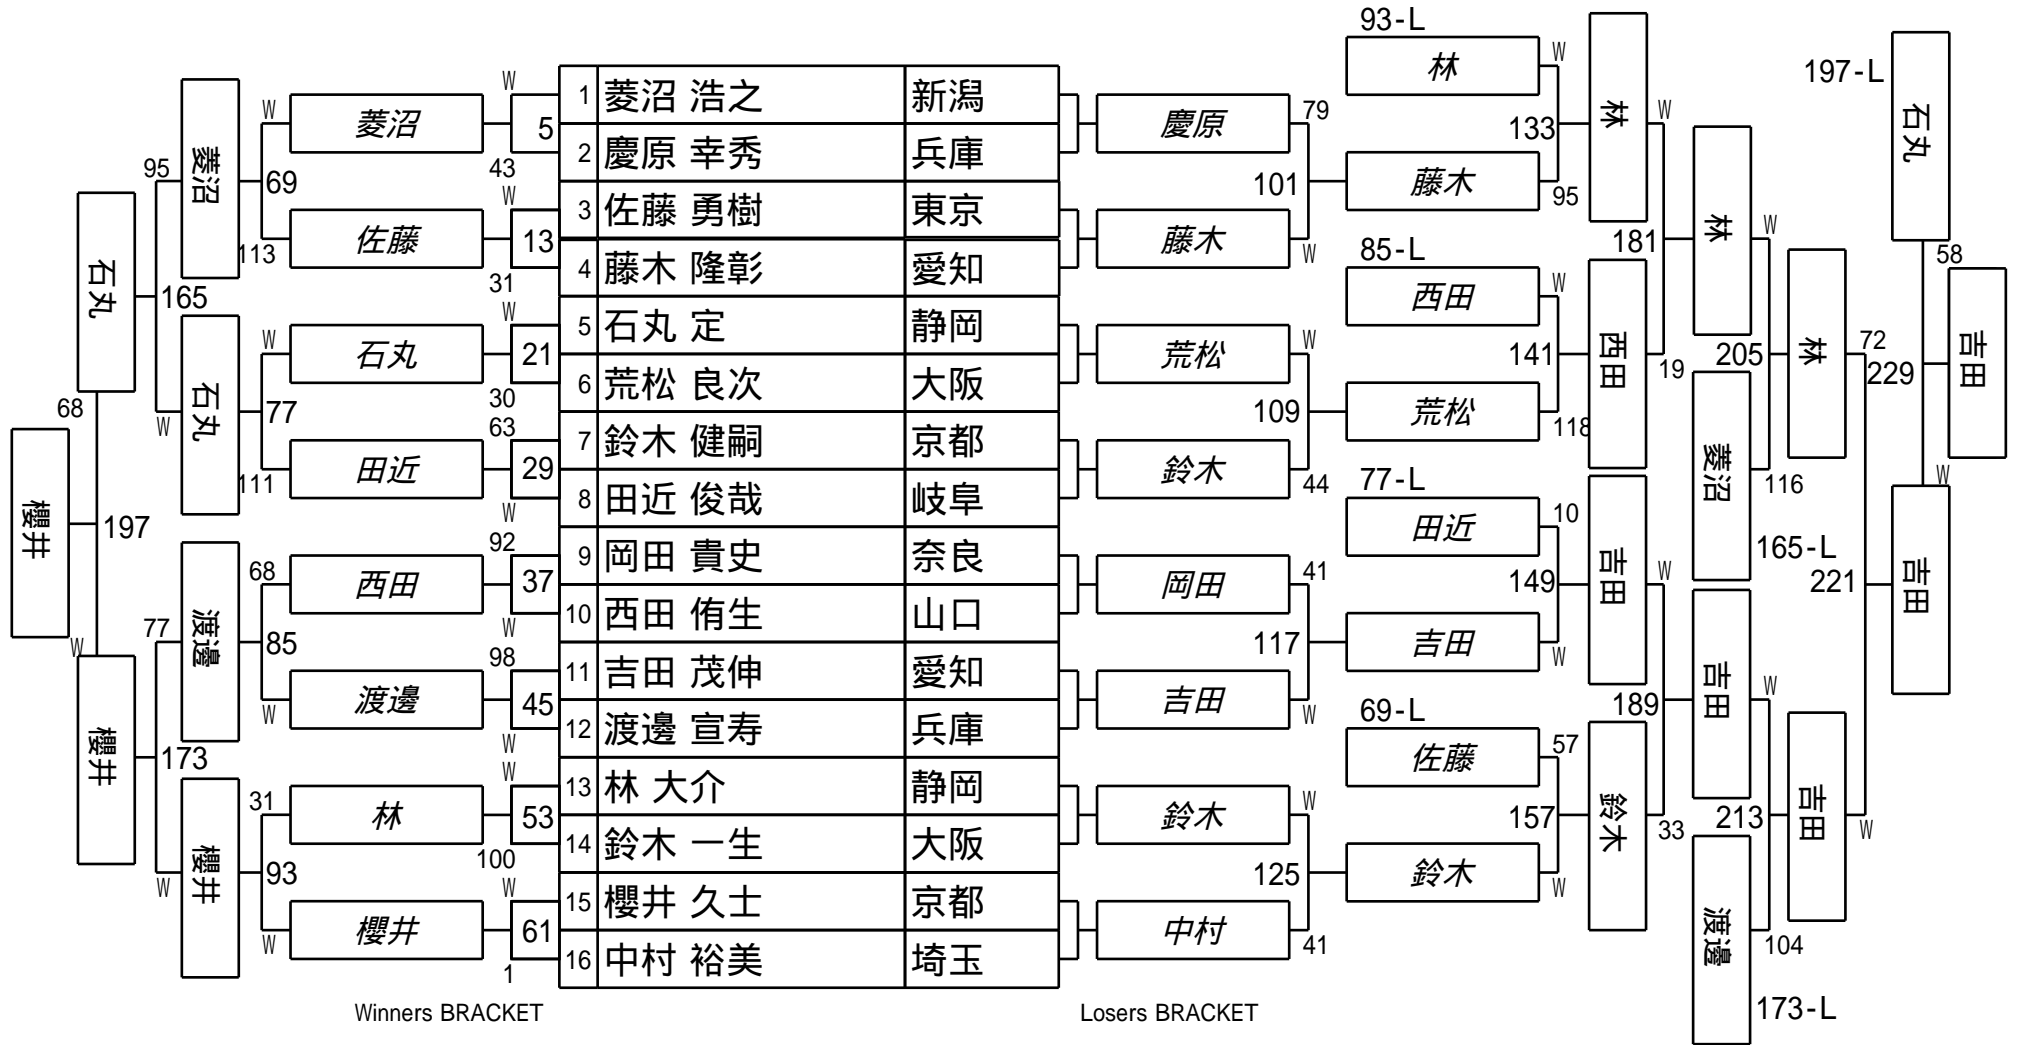 93-L
林
W
林
197-L
石丸
W
1 菱沼 浩之 新潟
菱沼
W
菱沼
W
5
慶原
79
133
W
2 慶原 幸秀 兵庫
95
69
43
101
藤木
95
林
W
W
3 佐藤 勇樹 東京
佐藤
13
藤木
W
181
113
4 藤木 隆彰 愛知
31
85-L
58
石丸
165
西田
W
西田
吉田
W
5 石丸 定 静岡
石丸
W
石丸
21
荒松
W
141
205
林
72
229
19
6 荒松 良次 大阪
30
68
W
77
109
荒松
118
63
7 鈴木 健嗣 京都
田近
29
鈴木
44
菱沼
116
111
8 田近 俊哉 岐阜
W
77-L
W
櫻井
197
田近
10
吉田
165-L
92
9 岡田 貴史 奈良
渡邊
68
西田
37
岡田
41
149
W
221
吉田
10 西田 侑生 山口
W
77
85
117
吉田
W
吉田
W
98
11 吉田 茂伸 愛知
渡邊
W
45
吉田
W
189
12 渡邊 宣寿 兵庫
W
69-L
櫻井
W
173
佐藤
57
鈴木
13 林 大介 静岡
W
櫻井
31
林
53
鈴木
W
157
33
213
吉田
W
14 鈴木 一生 大阪
100
W
93
125
鈴木
W
15 櫻井 久士 京都
W
櫻井
W
61
中村
41
渡邊
104
16 中村 裕美 埼玉
1
Winners BRACKET
Losers BRACKET
173-L